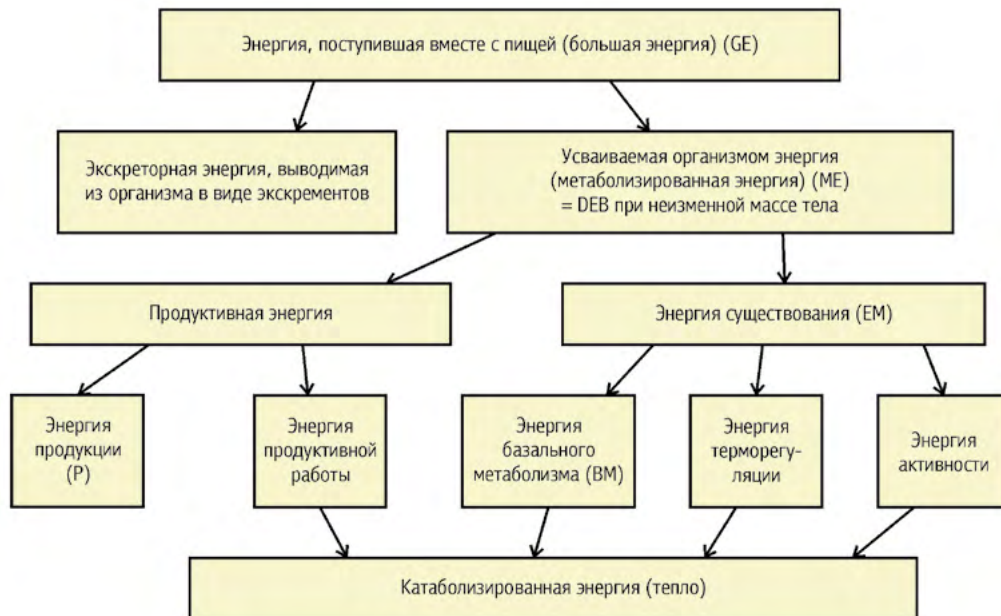 Энергия, поступившая вместе с пищей (большая энергия) (GE)
Экскреторная энергия, выводимая
из организма в виде экскрементов
Усваиваемая организмом энергия
(метаболизированная энергия) (ME)
= DEB при неизменной массе тела
Продуктивная энергия
Энергия существования (EM)
Энергия
продукции
(P)
Энергия
продуктивной
работы
Энергия
базального
метаболизма (BM)
Энергия
терморегу-
ляции
Энергия
активности
Катаболизированная энергия (тепло)